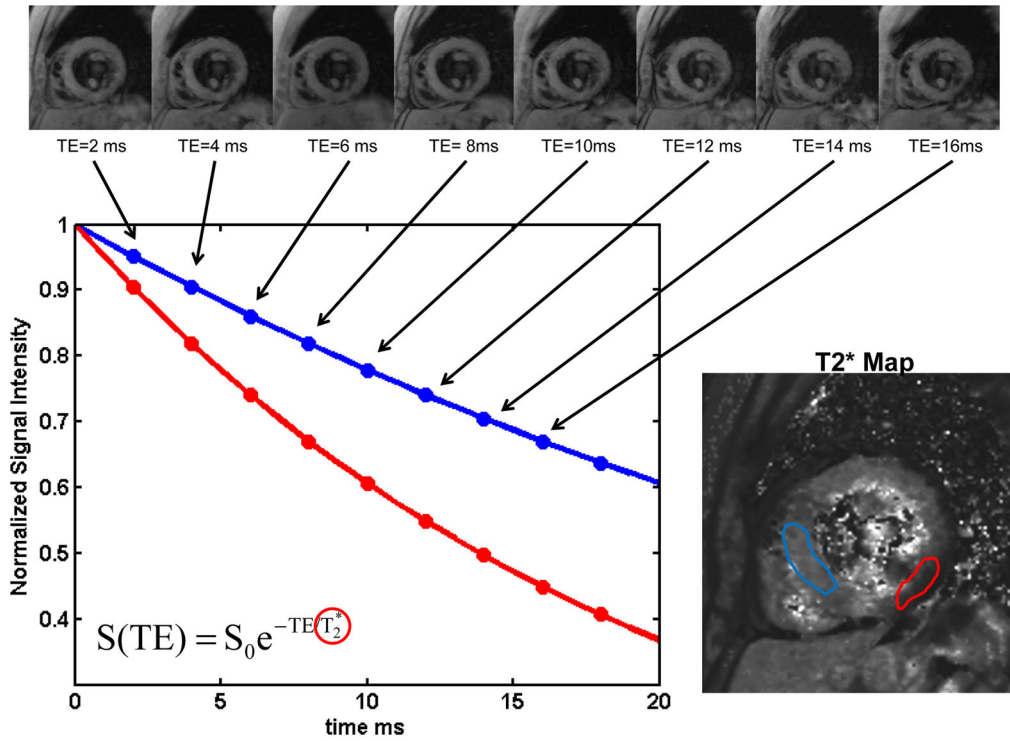 TE=2 ms TE=4 ms TE=6 ms TE= 8ms TE=10ms TE=12 ms TE=14 ms TE=16ms
1
0.9
0.8
0.7
0.6
0.5
0.4
Normalized Signal Intensity
S(TE) = S₀e^(−TE/T₂*)
0 5 10 15 20
time ms
T2* Map